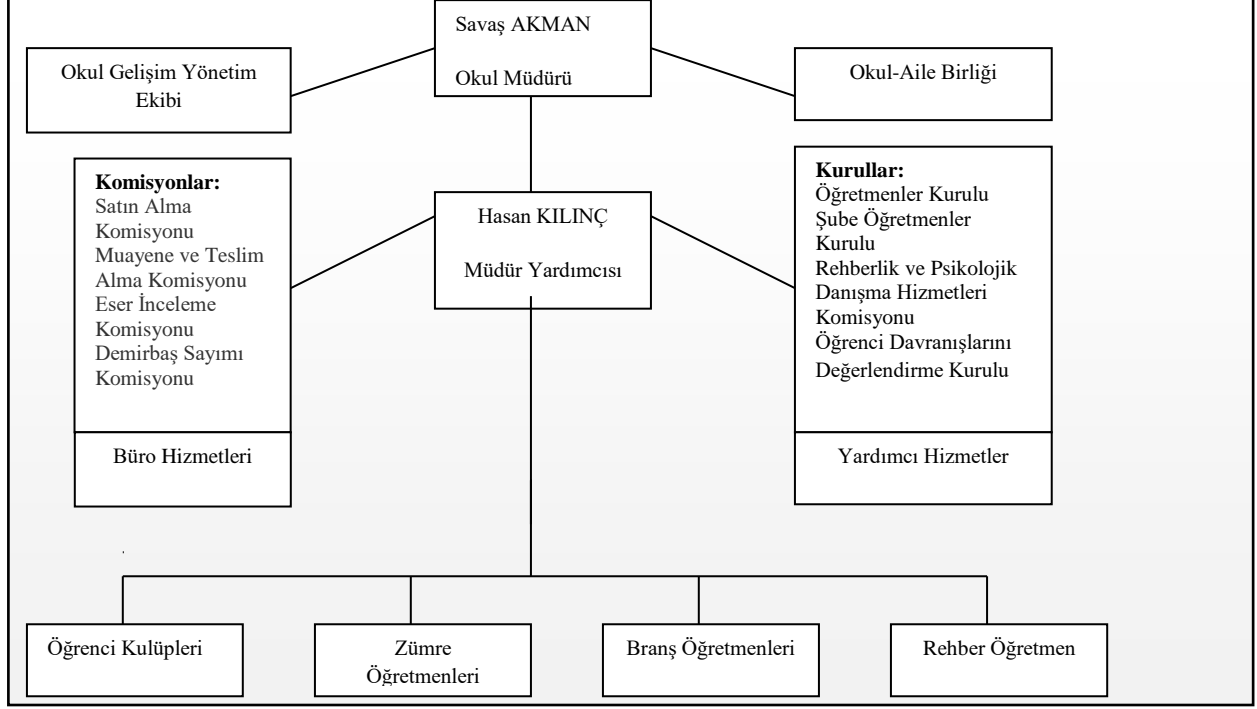 Savaş AKMAN
Okul Müdürü
Okul Gelişim Yönetim
Ekibi
Okul-Aile Birliği
Komisyonlar:
Satın Alma
Komisyonu
Muayene ve Teslim
Alma Komisyonu
Eser İnceleme
Komisyonu
Demirbaş Sayımı
Komisyonu
Hasan KILINÇ
Müdür Yardımcısı
Kurullar:
Öğretmenler Kurulu
Şube Öğretmenler
Kurulu
Rehberlik ve Psikolojik
Danışma Hizmetleri
Komisyonu
Öğrenci Davranışlarını
Değerlendirme Kurulu
Büro Hizmetleri
Yardımcı Hizmetler
Öğrenci Kulüpleri
Zümre
Öğretmenleri
Branş Öğretmenleri
Rehber Öğretmen